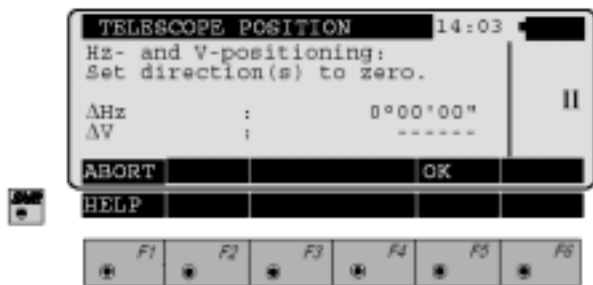 TELESCOPE POSITION 14:03
Hz- and V-positioning:
Set direction(s) to zero.
II
ΔHz : 0°00'00"
ΔV : ------
ABORT OK
HELP
F1 F2 F3 F4 F5 F6